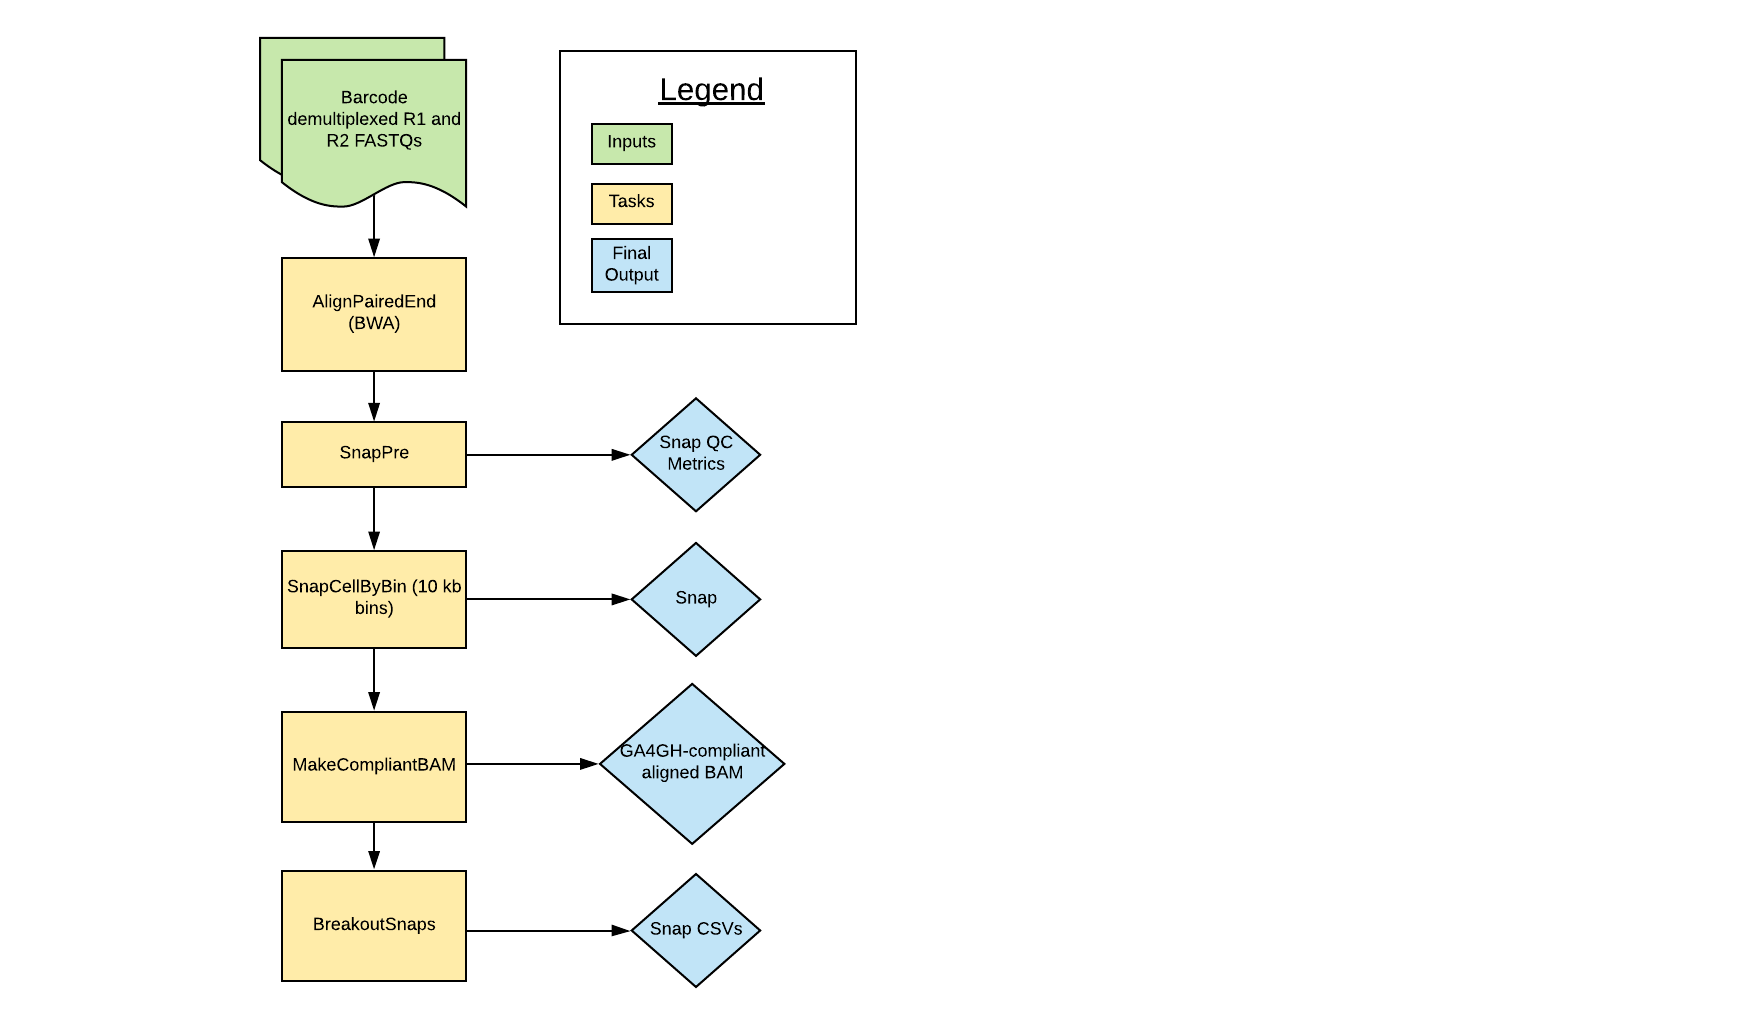 Barcode
demultiplexed R1 and
R2 FASTQs
Legend
Inputs
Tasks
Final
Output
AlignPairedEnd
(BWA)
SnapPre
Snap QC
Metrics
SnapCellByBin (10 kb
bins)
Snap
MakeCompliantBAM
GA4GH-compliant
aligned BAM
BreakoutSnaps
Snap CSVs